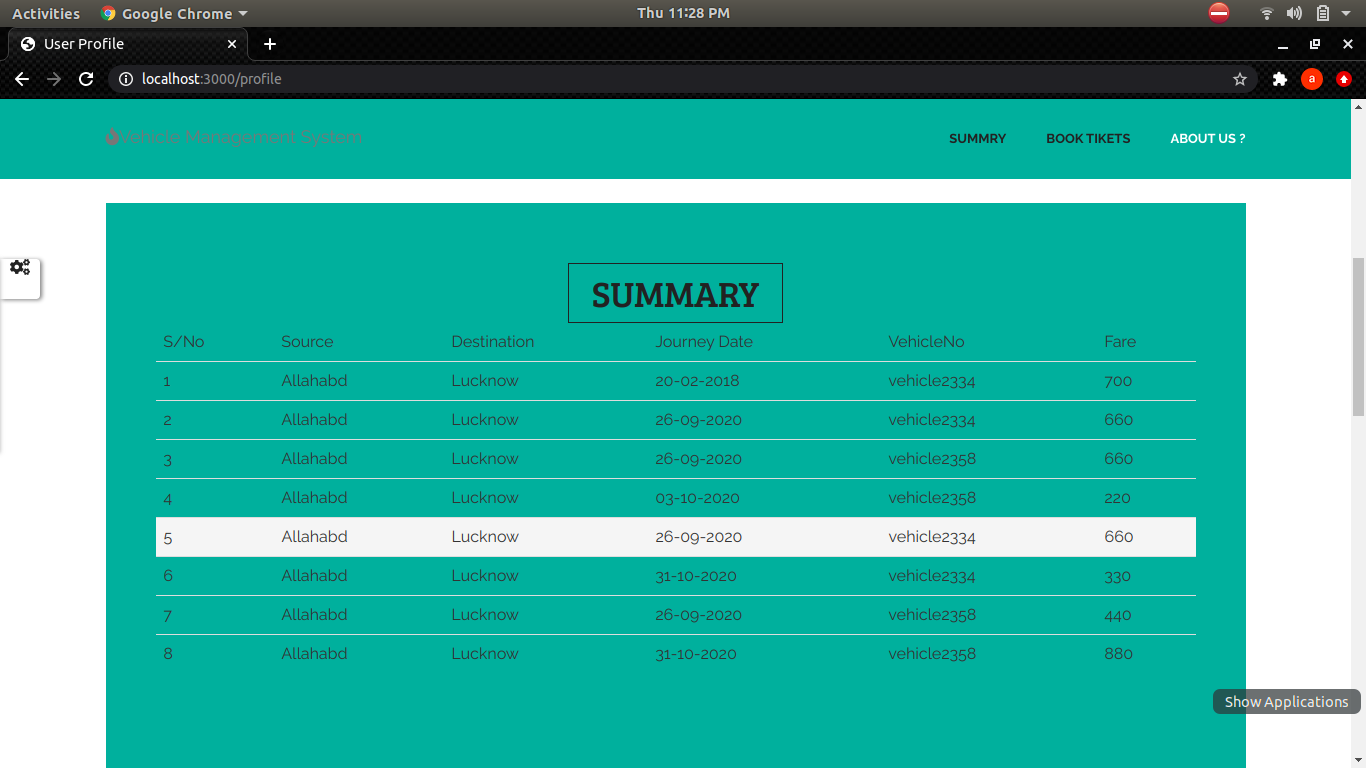 Activities Google Chrome Thu 11:28 PM
User Profile
localhost:3000/profile a
Vehicle Management System SUMMRY BOOK TIKETS ABOUT US ?
SUMMARY
S/No Source Destination Journey Date VehicleNo Fare
1 Allahabd Lucknow 20-02-2018 vehicle2334 700
2 Allahabd Lucknow 26-09-2020 vehicle2334 660
3 Allahabd Lucknow 26-09-2020 vehicle2358 660
4 Allahabd Lucknow 03-10-2020 vehicle2358 220
5 Allahabd Lucknow 26-09-2020 vehicle2334 660
6 Allahabd Lucknow 31-10-2020 vehicle2334 330
7 Allahabd Lucknow 26-09-2020 vehicle2358 440
8 Allahabd Lucknow 31-10-2020 vehicle2358 880
Show Applications